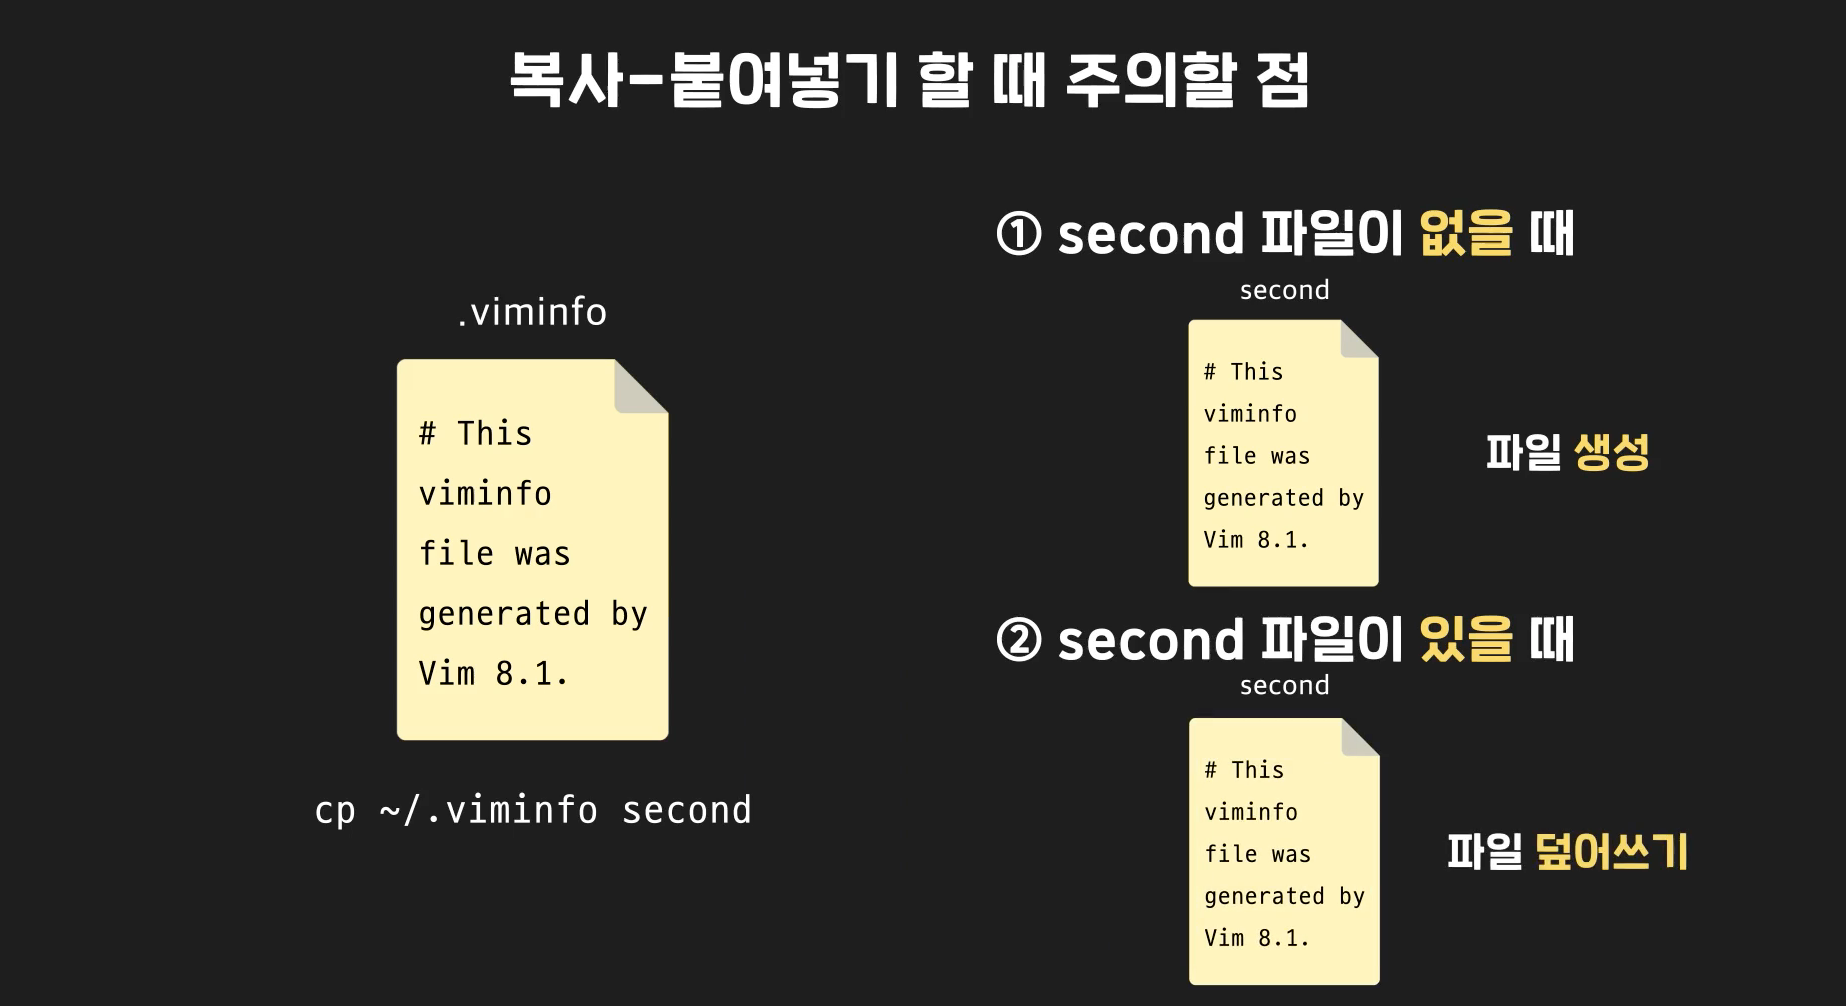 복사-붙여넣기 할 때 주의할 점
.viminfo
# This
viminfo
file was
generated by
Vim 8.1.
cp ~/.viminfo second
① second 파일이 없을 때
second
# This
viminfo
file was
generated by
Vim 8.1.
파일 생성
② second 파일이 있을 때
second
# This
viminfo
file was
generated by
Vim 8.1.
파일 덮어쓰기